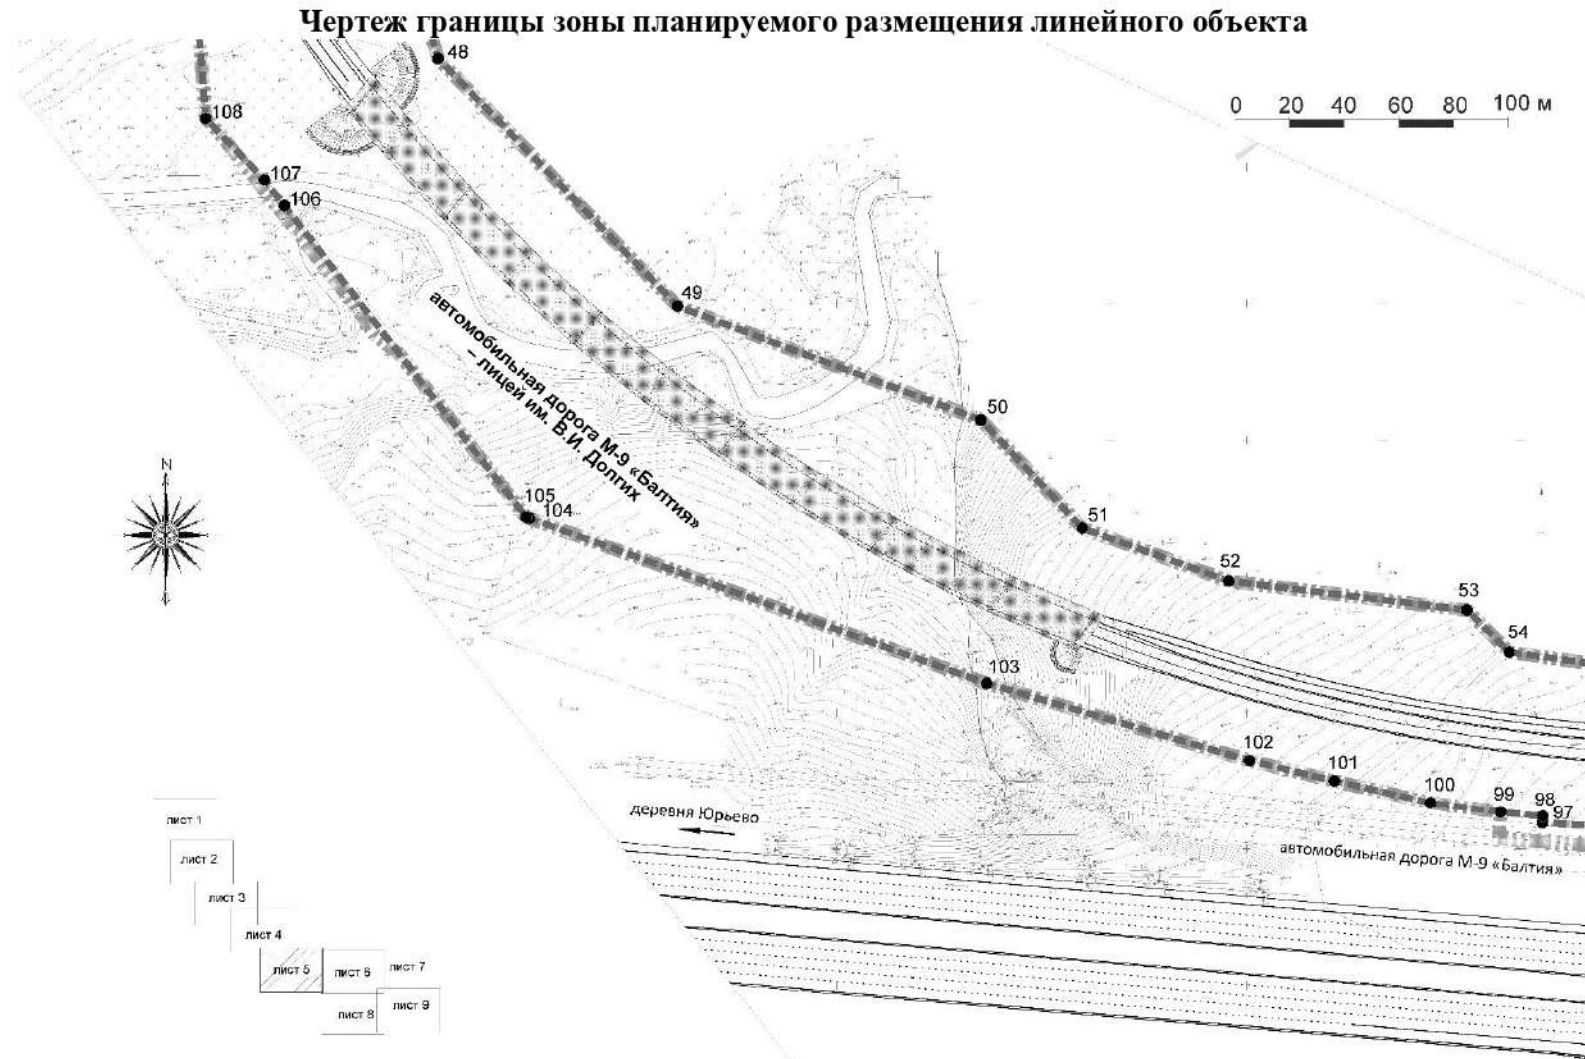 Чертеж границы зоны планируемого размещения линейного объекта
48
108
0 20 40 60 80 100 м
107
106
49
автомобильная дорога М-9 «Балтия»
– лицей им. В.И. Долгих
50
N
105
104
51
52
53
54
103
102
101
100
99
98
97
деревня Юрьево
автомобильная дорога М-9 «Балтия»
лист 1
лист 2
лист 3
лист 4
лист 5
лист 6
лист 7
лист 8
лист 9